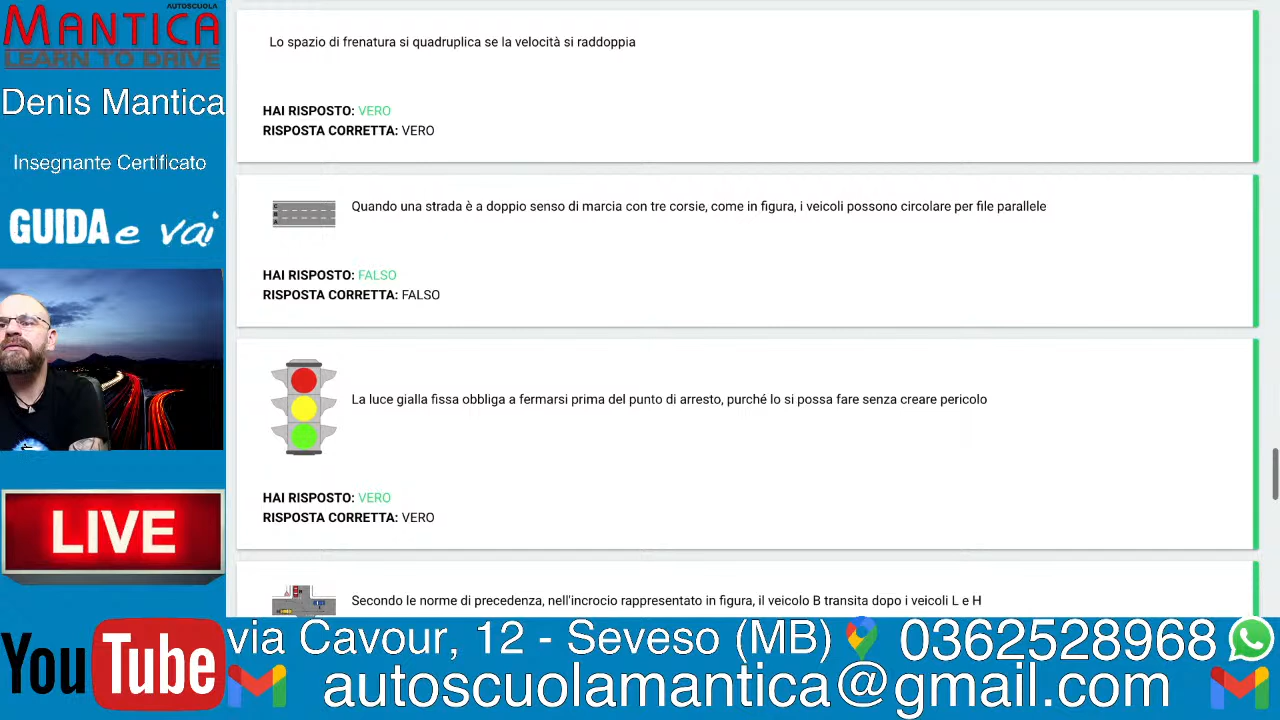 AUTOSCUOLA
MANTICA
LEARN TO DRIVE
Denis Mantica
Insegnante Certificato
GUIDA e vai
LIVE
YouTube
Lo spazio di frenatura si quadruplica se la velocità si raddoppia
HAI RISPOSTO: VERO
RISPOSTA CORRETTA: VERO
Quando una strada è a doppio senso di marcia con tre corsie, come in figura, i veicoli possono circolare per file parallele
HAI RISPOSTO: FALSO
RISPOSTA CORRETTA: FALSO
La luce gialla fissa obbliga a fermarsi prima del punto di arresto, purché lo si possa fare senza creare pericolo
HAI RISPOSTO: VERO
RISPOSTA CORRETTA: VERO
Secondo le norme di precedenza, nell'incrocio rappresentato in figura, il veicolo B transita dopo i veicoli L e H
via Cavour, 12 - Seveso (MB) 0362528968
autoscuolamantica@gmail.com